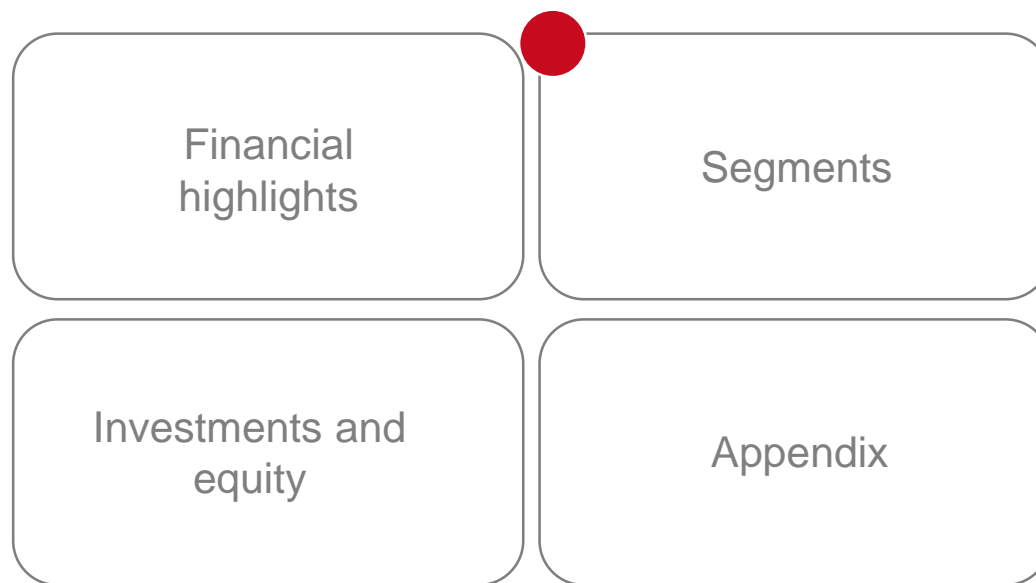 Financial
highlights
Segments
Investments and
equity
Appendix